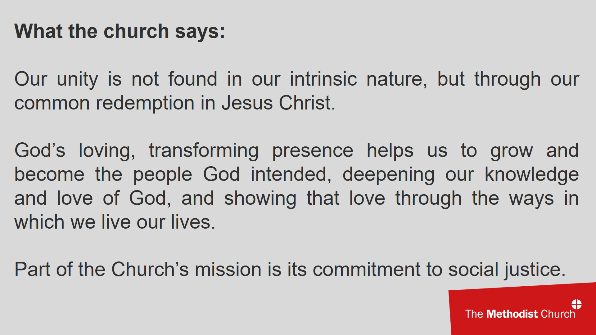 What the church says:
Our unity is not found in our intrinsic nature, but through our
common redemption in Jesus Christ.
God's loving, transforming presence helps us to grow and
become the people God intended, deepening our knowledge
and love of God, and showing that love through the ways in
which we live our lives.
Part of the Church's mission is its commitment to social justice.
The Methodist Church